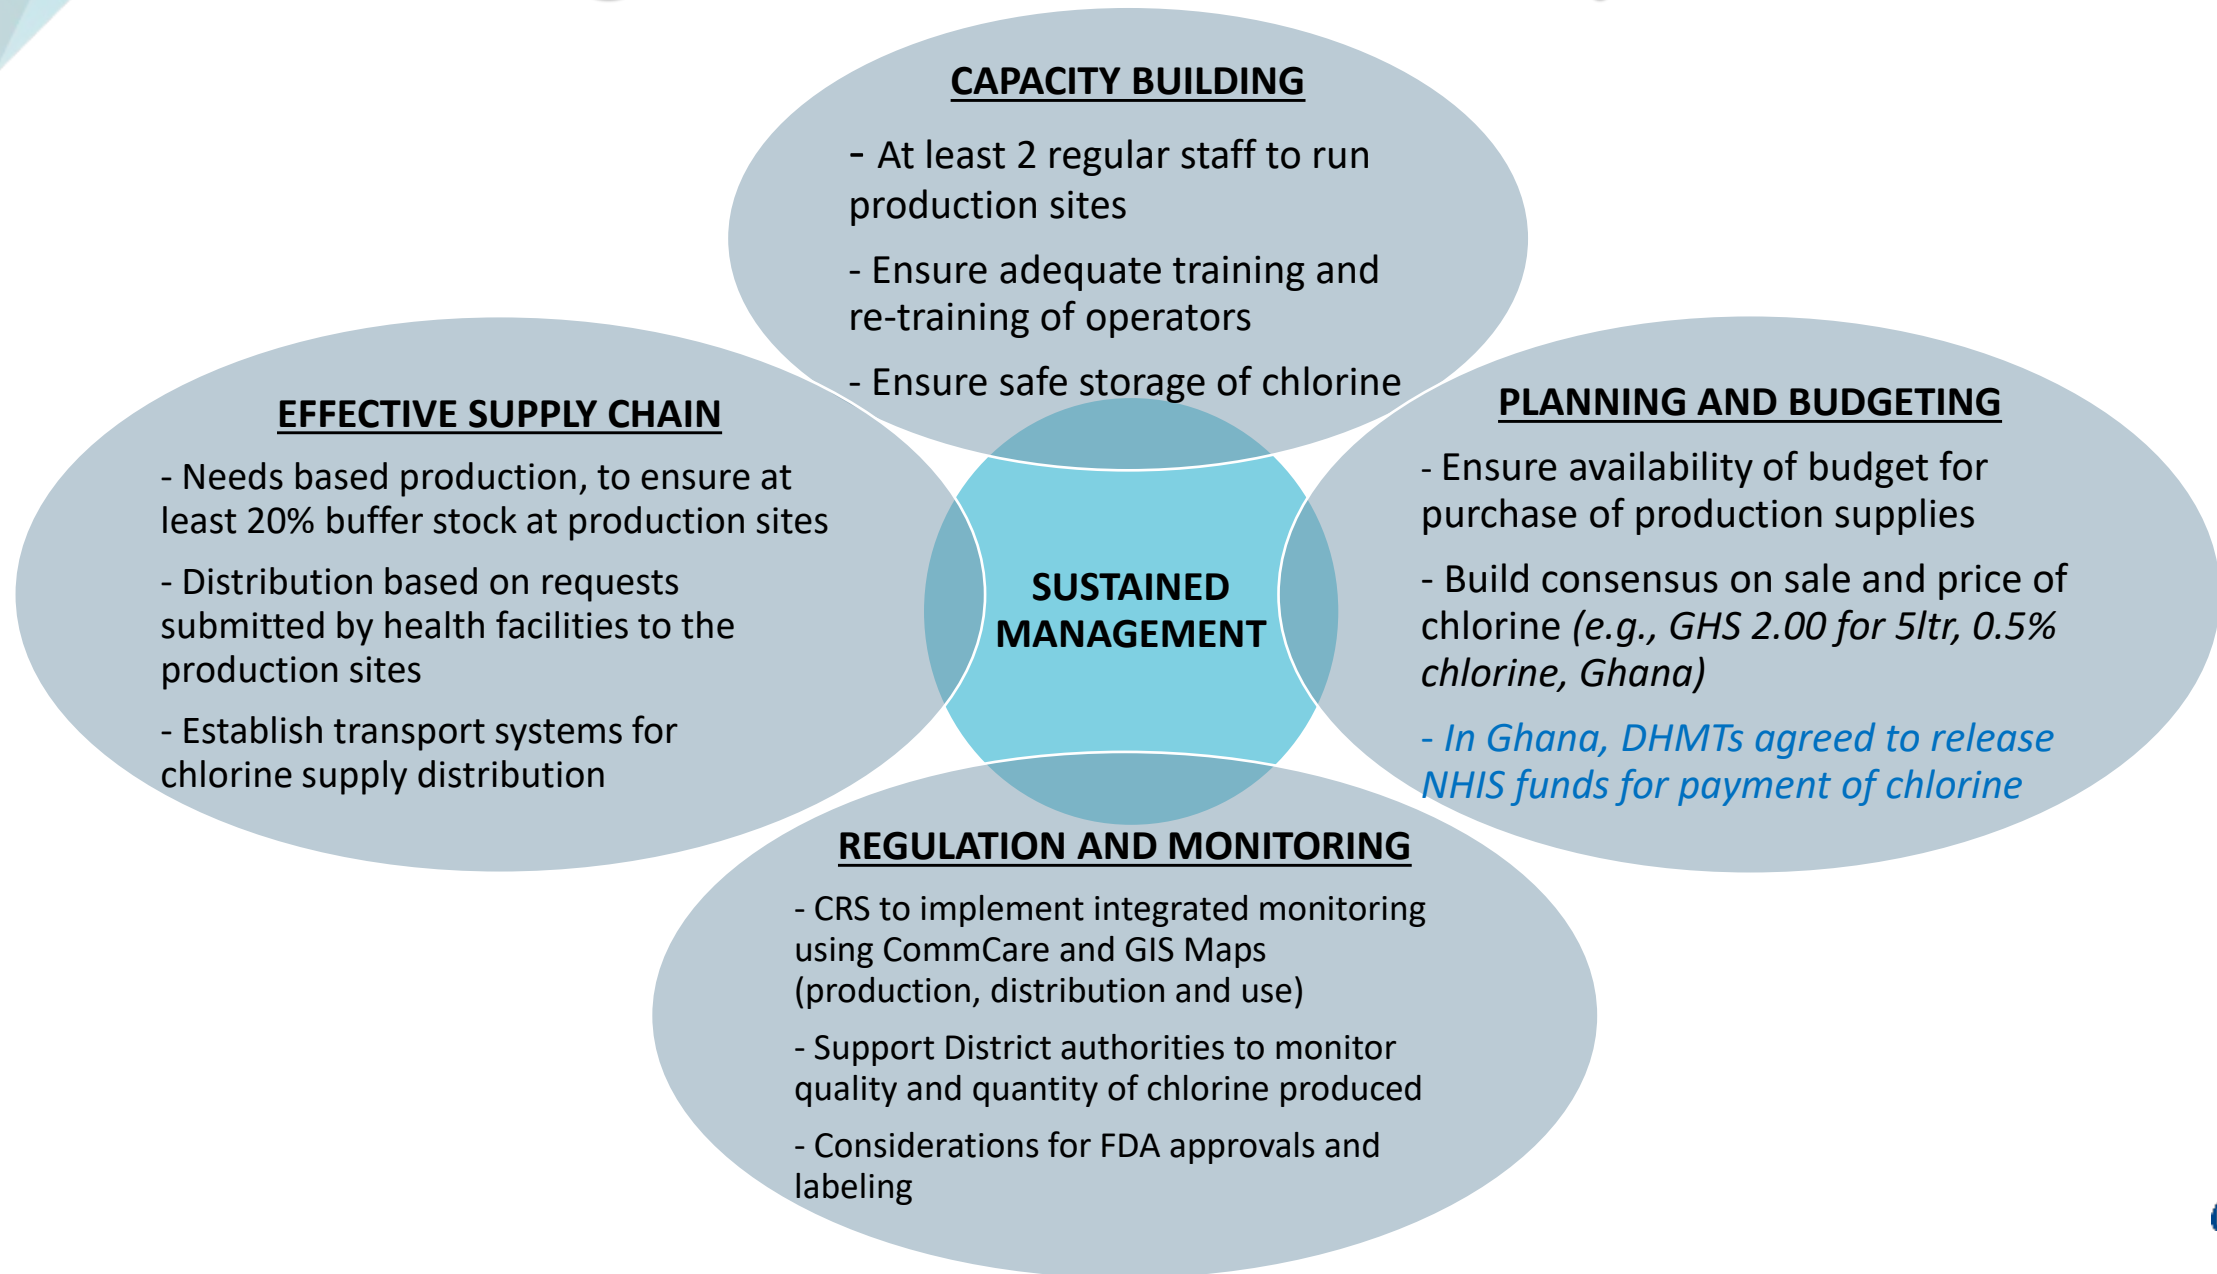 CAPACITY BUILDING
- At least 2 regular staff to run
production sites
- Ensure adequate training and
re-training of operators
- Ensure safe storage of chlorine
EFFECTIVE SUPPLY CHAIN
- Needs based production, to ensure at
least 20% buffer stock at production sites
- Distribution based on requests
submitted by health facilities to the
production sites
- Establish transport systems for
chlorine supply distribution
SUSTAINED
MANAGEMENT
PLANNING AND BUDGETING
- Ensure availability of budget for
purchase of production supplies
- Build consensus on sale and price of
chlorine (e.g., GHS 2.00 for 5ltr, 0.5%
chlorine, Ghana)
- In Ghana, DHMTs agreed to release
NHIS funds for payment of chlorine
REGULATION AND MONITORING
- CRS to implement integrated monitoring
using CommCare and GIS Maps
(production, distribution and use)
- Support District authorities to monitor
quality and quantity of chlorine produced
- Considerations for FDA approvals and
labeling